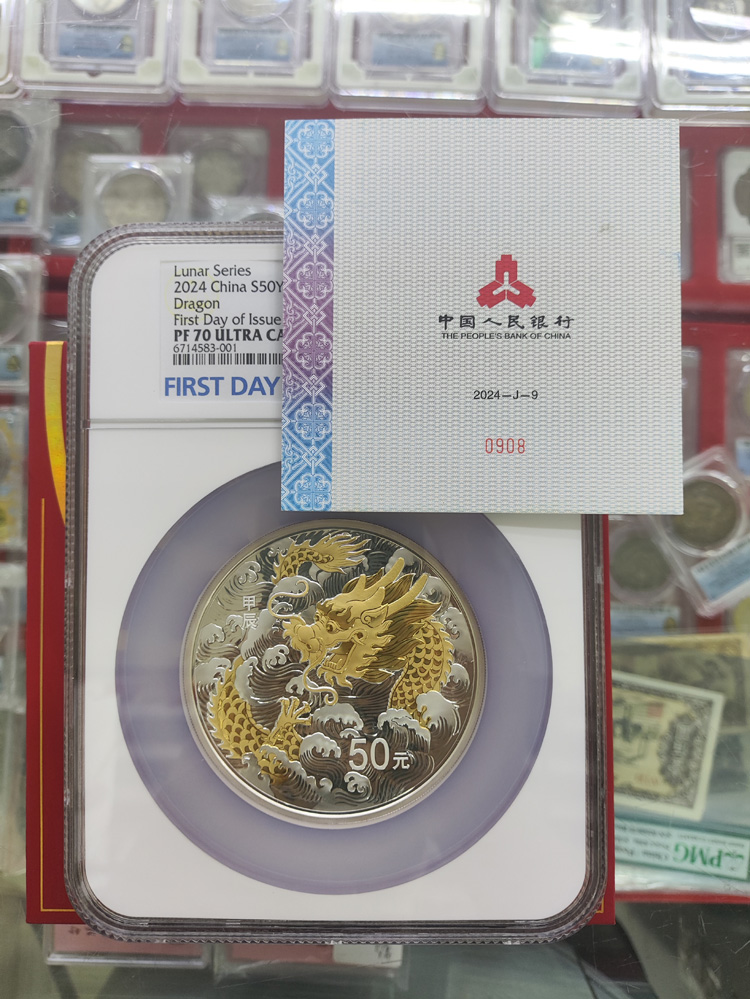 Lunar Series
2024 China S50Y
Dragon
First Day of Issue
PF 70 ULTRA CA
6714583-001
FIRST DAY
中国人民银行
THE PEOPLE'S BANK OF CHINA
2024—J—9
0908
甲辰
50元
PMG